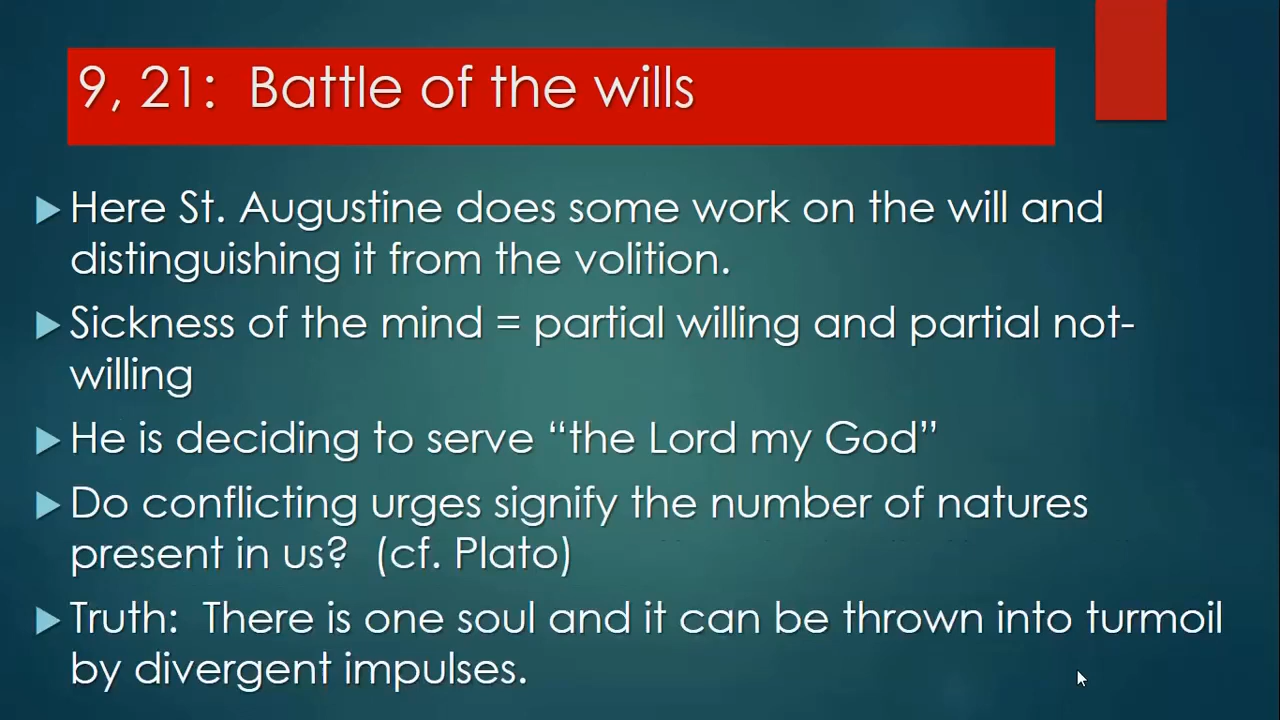 9, 21:  Battle of the wills
Here St. Augustine does some work on the will and
distinguishing it from the volition.
Sickness of the mind = partial willing and partial not-
willing
He is deciding to serve “the Lord my God”
Do conflicting urges signify the number of natures
present in us?  (cf. Plato)
Truth:  There is one soul and it can be thrown into turmoil
by divergent impulses.